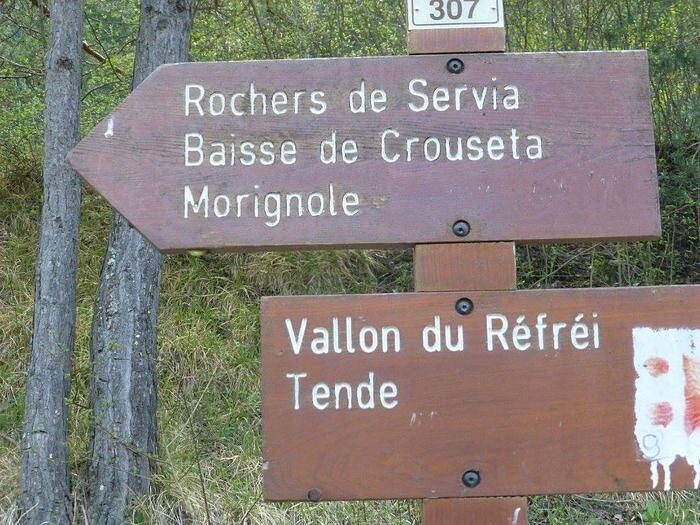 307
Rochers de Servia
Baisse de Crouseta
Morignole
Vallon du Réfréi
Tende